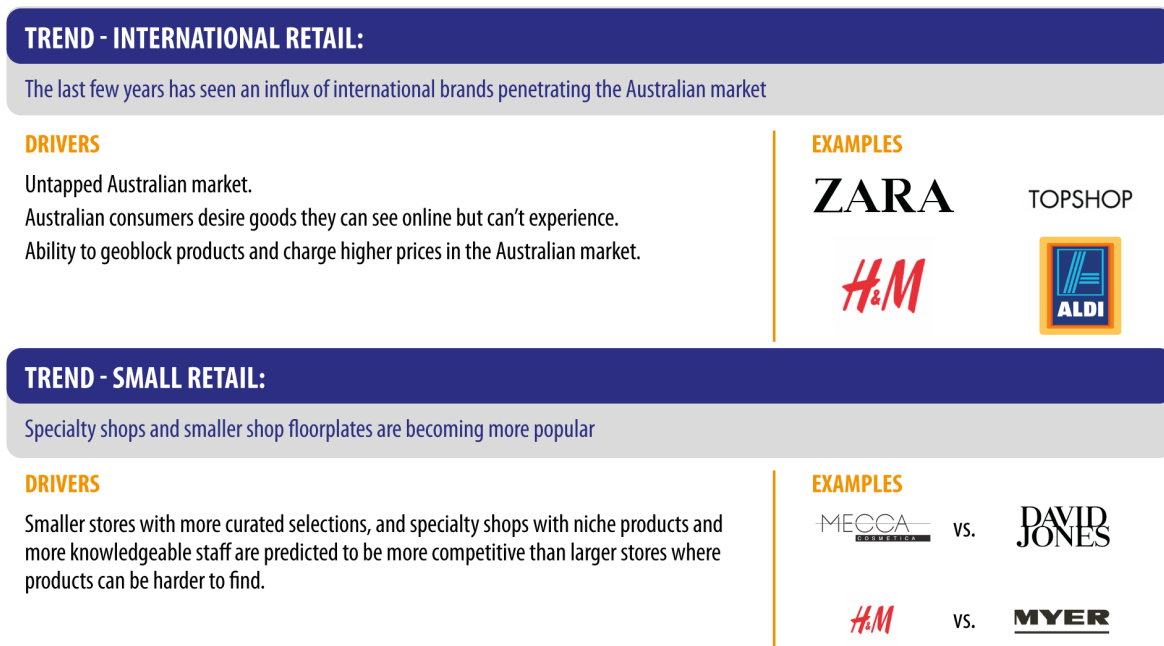 TREND - INTERNATIONAL RETAIL:
The last few years has seen an influx of international brands penetrating the Australian market
DRIVERS
Untapped Australian market.
Australian consumers desire goods they can see online but can’t experience.
Ability to geoblock products and charge higher prices in the Australian market.
EXAMPLES
ZARA
TOPSHOP
H&M
ALDI
TREND - SMALL RETAIL:
Specialty shops and smaller shop floorplates are becoming more popular
DRIVERS
Smaller stores with more curated selections, and specialty shops with niche products and
more knowledgeable staff are predicted to be more competitive than larger stores where
products can be harder to find.
EXAMPLES
MECCA
COSMETICA
vs.
DAVID
JONES
H&M
vs.
MYER